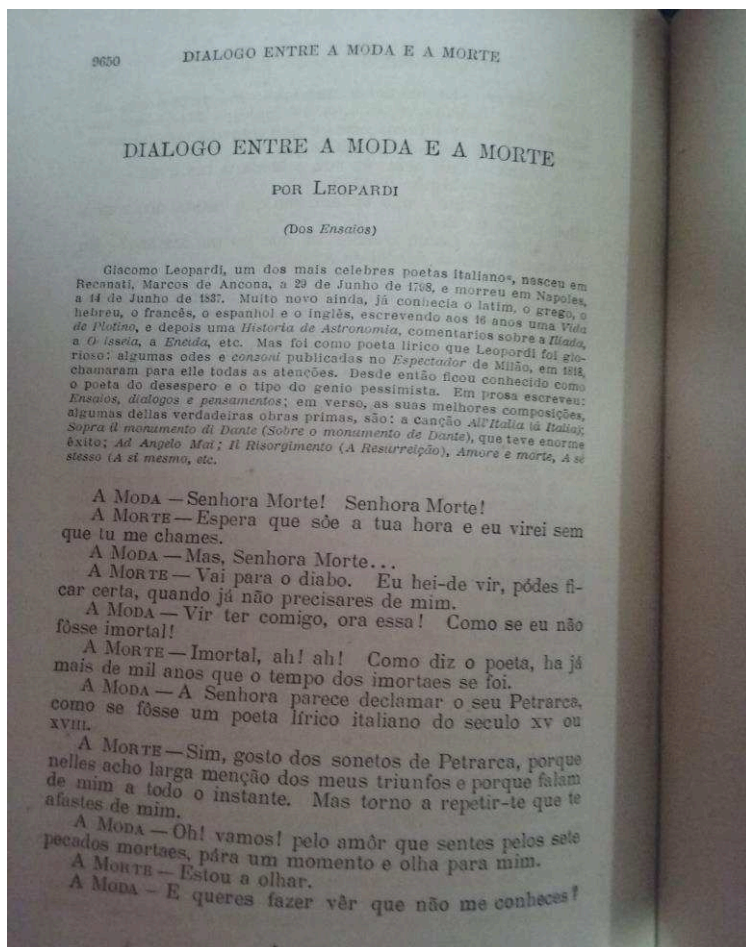 9650
DIALOGO ENTRE A MODA E A MORTE
DIALOGO ENTRE A MODA E A MORTE
POR LEOPARDI
(Dos Ensaios)
Giacomo Leopardi, um dos mais celebres poetas italianos, nasceu em
Recanati, Marcos de Ancona, a 29 de Junho de 1798, e morreu em Napoles,
a 14 de Junho de 1837. Muito novo ainda, já conhecia o latim, o grego, o
hebreu, o francês, o espanhol e o inglês, escrevendo aos 16 anos uma Vida
de Plotino, e depois uma Historia de Astronomia, comentarios sobre a Iliada,
a O isseia, a Eneida, etc. Mas foi como poeta lirico que Leopardi foi glo-
rioso: algumas odes e conzoni publicadas no Espectador de Milão, em 1818,
chamaram para elle todas as atenções. Desde então ficou conhecido como
o poeta do desespero e o tipo do genio pessimista. Em prosa escreveu:
Ensaios, dialogos e pensamentos; em verso, as suas melhores composições,
algumas dellas verdadeiras obras primas, são: a canção All'Italia (á Italia);
Sopra il monumento di Dante (Sobre o monumento de Dante), que teve enorme
êxito; Ad Angelo Mai; Il Risorgimento (A Resurreição), Amore e morte, A se
stesso (A si mesmo, etc.
A MODA — Senhora Morte! Senhora Morte!
A MORTE — Espera que sôe a tua hora e eu virei sem
que tu me chames.
A MODA — Mas, Senhora Morte...
A MORTE — Vai para o diabo. Eu hei-de vir, pódes fi-
car certa, quando já não precisares de mim.
A MODA — Vir ter comigo, ora essa! Como se eu não
fôsse imortal!
A MORTE — Imortal, ah! ah! Como diz o poeta, ha já
mais de mil anos que o tempo dos imortaes se foi.
A MODA — A Senhora parece declamar o seu Petrarca,
como se fôsse um poeta lírico italiano do seculo XV ou
XVIII.
A MORTE — Sim, gosto dos sonetos de Petrarca, porque
nelles acho larga menção dos meus triunfos e porque falam
de mim a todo o instante. Mas torno a repetir-te que te
afastes de mim.
A MODA — Oh! vamos! pelo amôr que sentes pelos sete
pecados mortaes, pára um momento e olha para mim.
A MORTE — Estou a olhar.
A MODA — E queres fazer vêr que não me conheces?